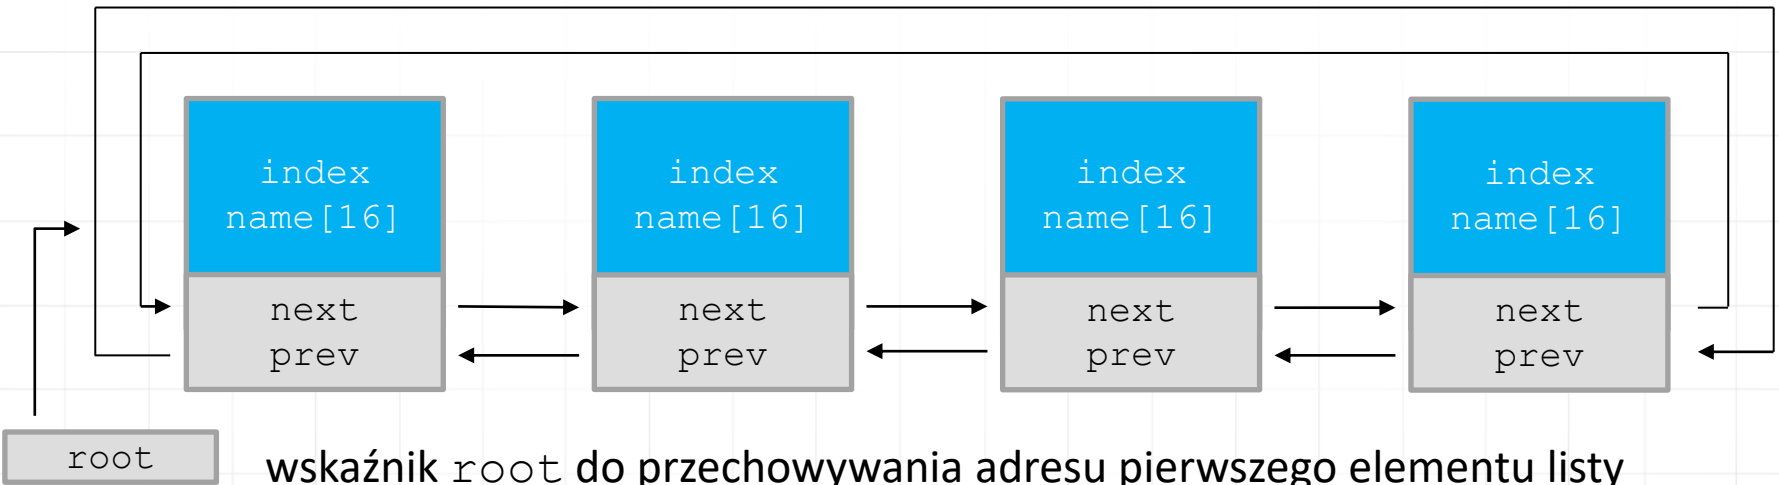 index index index index
name[16] name[16] name[16] name[16]
next next next next
prev prev prev prev
root
wskaźnik root do przechowywania adresu pierwszego elementu listy